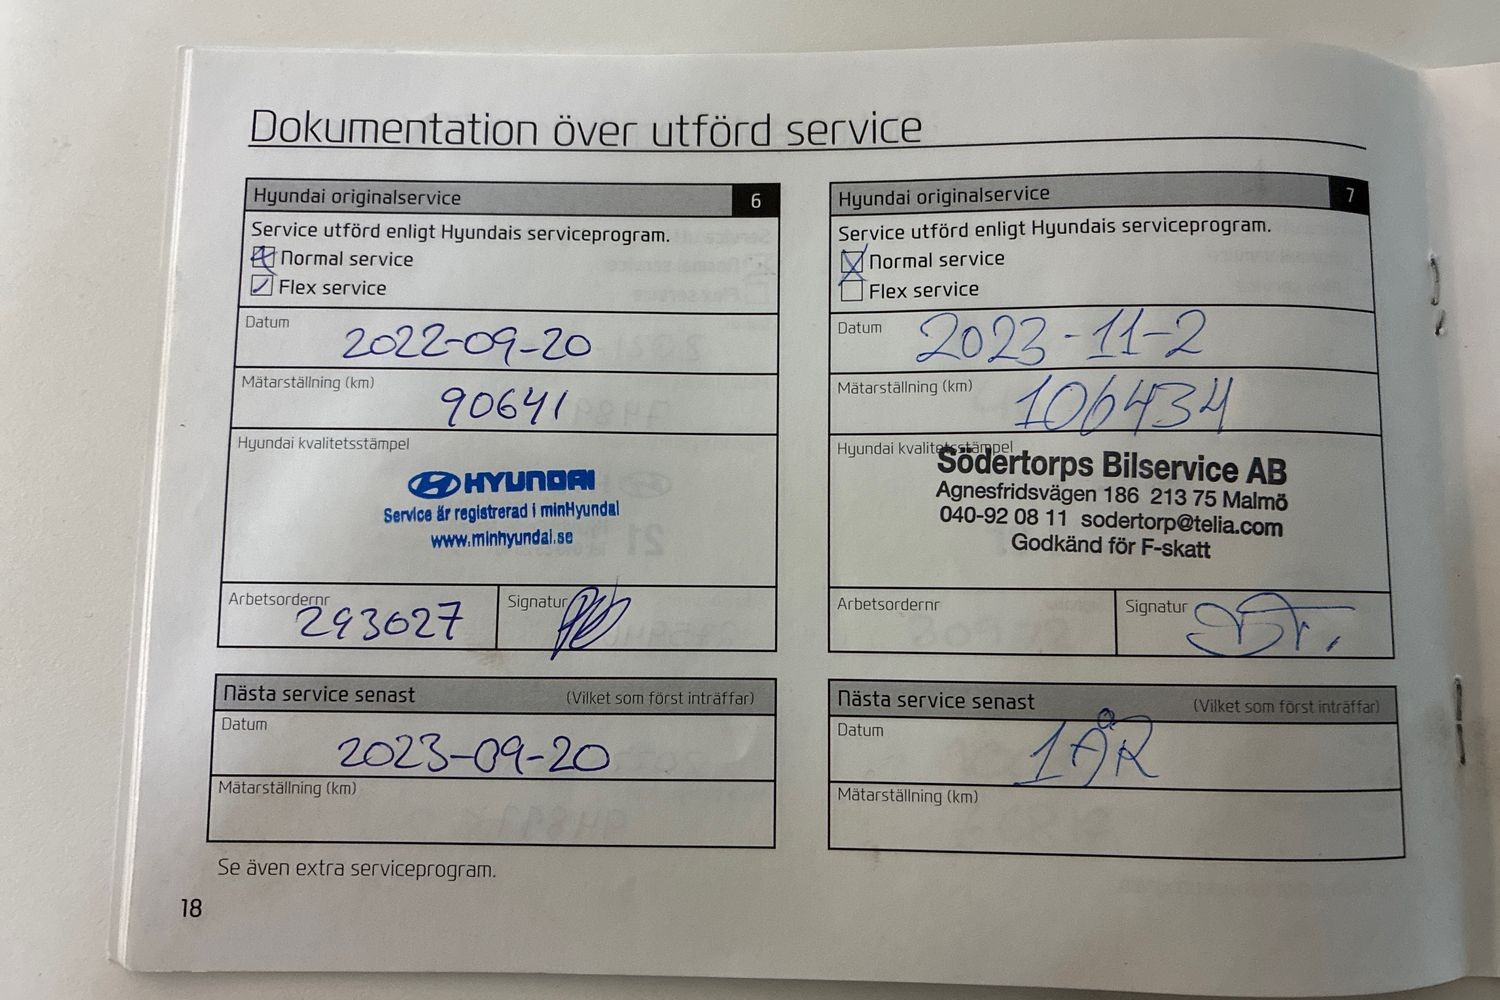 Dokumentation över utförd service
Hyundai originalservice 6
Service utförd enligt Hyundais serviceprogram.
Normal service
Flex service
Datum
2022-09-20
Mätarställning (km)
90641
Hyundai kvalitetsstämpel
HYUNDAI
Service är registrerad i minHyundai
www.minhyundai.se
Arbetsordernr
293027
Signatur
Nästa service senast (Vilket som först inträffar)
Datum
2023-09-20
Mätarställning (km)
Se även extra serviceprogram.
18
Hyundai originalservice 7
Service utförd enligt Hyundais serviceprogram.
Normal service
Flex service
Datum
2023-11-2
Mätarställning (km)
106434
Hyundai kvalitetsstämpel
Södertorps Bilservice AB
Agnesfridsvägen 186 213 75 Malmö
040-92 08 11 sodertorp@telia.com
Godkänd för F-skatt
Arbetsordernr
Signatur
Nästa service senast (Vilket som först inträffar)
Datum
1 ÅR
Mätarställning (km)